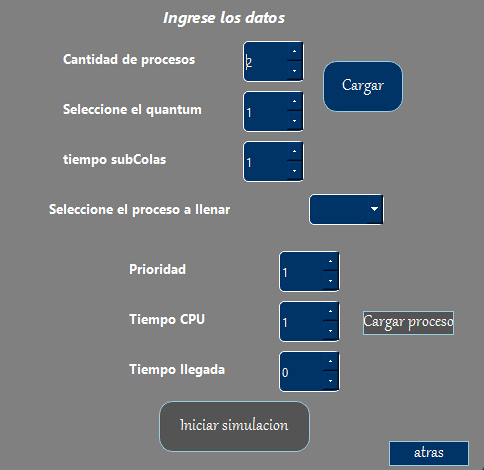 Ingrese los datos
Cantidad de procesos
2
Cargar
Seleccione el quantum
1
tiempo subColas
1
Seleccione el proceso a llenar
Prioridad
1
Tiempo CPU
1
Cargar proceso
Tiempo llegada
0
Iniciar simulacion
atras